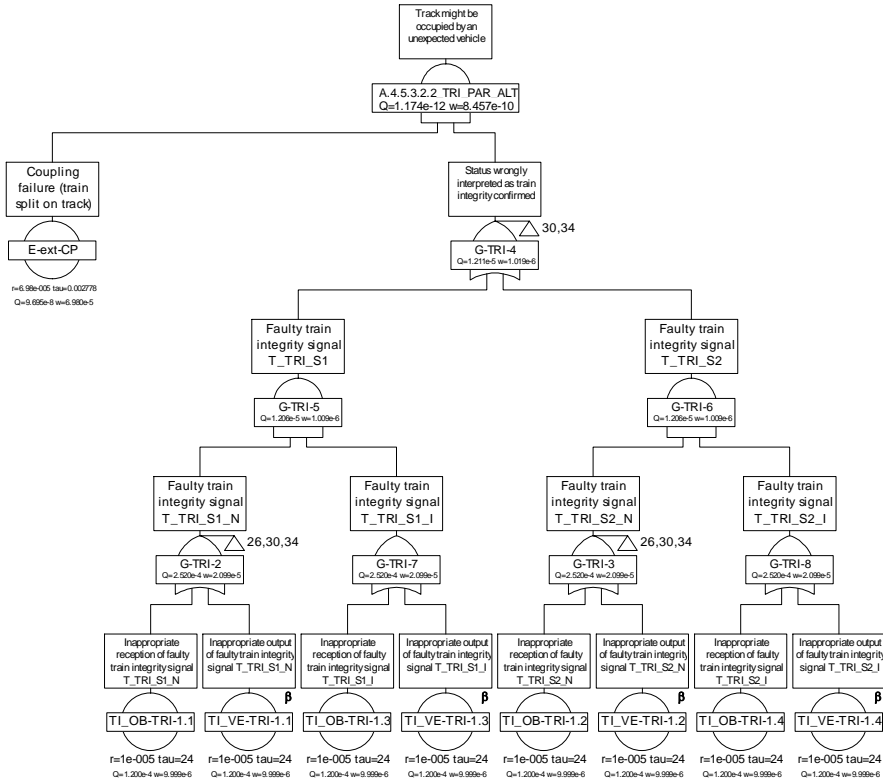 Track might be
occupied by an
unexpected vehicle
A.4.5.3.2.2 TRI_PAR_ALT
Q=1.174e-12 w=8.457e-10
Coupling
failure (train
split on track)
E-ext-CP
r=6.98e-005 tau=0.002778
Q=9.695e-8 w=6.980e-5
Status wrongly
interpreted as train
integrity confirmed
30,34
G-TRI-4
Q=1.211e-5 w=1.019e-6
Faulty train
integrity signal
T_TRI_S1
G-TRI-5
Q=1.206e-5 w=1.009e-6
Faulty train
integrity signal
T_TRI_S2
G-TRI-6
Q=1.206e-5 w=1.009e-6
Faulty train
integrity signal
T_TRI_S1_N
26,30,34
G-TRI-2
Q=2.520e-4 w=2.099e-5
Faulty train
integrity signal
T_TRI_S1_I
G-TRI-7
Q=2.520e-4 w=2.099e-5
Faulty train
integrity signal
T_TRI_S2_N
26,30,34
G-TRI-3
Q=2.520e-4 w=2.099e-5
Faulty train
integrity signal
T_TRI_S2_I
G-TRI-8
Q=2.520e-4 w=2.099e-5
Inappropriate
reception of faulty
train integrity signal
T_TRI_S1_N
TI_OB-TRI-1.1
r=1e-005 tau=24
Q=1.200e-4 w=9.999e-6
Inappropriate output
of faulty train integrity
signal T_TRI_S1_N
β
TI_VE-TRI-1.1
r=1e-005 tau=24
Q=1.200e-4 w=9.999e-6
Inappropriate
reception of faulty
train integrity signal
T_TRI_S1_I
TI_OB-TRI-1.3
r=1e-005 tau=24
Q=1.200e-4 w=9.999e-6
Inappropriate output
of faulty train integrity
signal T_TRI_S1_I
β
TI_VE-TRI-1.3
r=1e-005 tau=24
Q=1.200e-4 w=9.999e-6
Inappropriate
reception of faulty
train integrity signal
T_TRI_S2_N
TI_OB-TRI-1.2
r=1e-005 tau=24
Q=1.200e-4 w=9.999e-6
Inappropriate output
of faulty train integrity
signal T_TRI_S2_N
β
TI_VE-TRI-1.2
r=1e-005 tau=24
Q=1.200e-4 w=9.999e-6
Inappropriate
reception of faulty
train integrity signal
T_TRI_S2_I
TI_OB-TRI-1.4
r=1e-005 tau=24
Q=1.200e-4 w=9.999e-6
Inappropriate output
of faulty train integrity
signal T_TRI_S2_I
β
TI_VE-TRI-1.4
r=1e-005 tau=24
Q=1.200e-4 w=9.999e-6